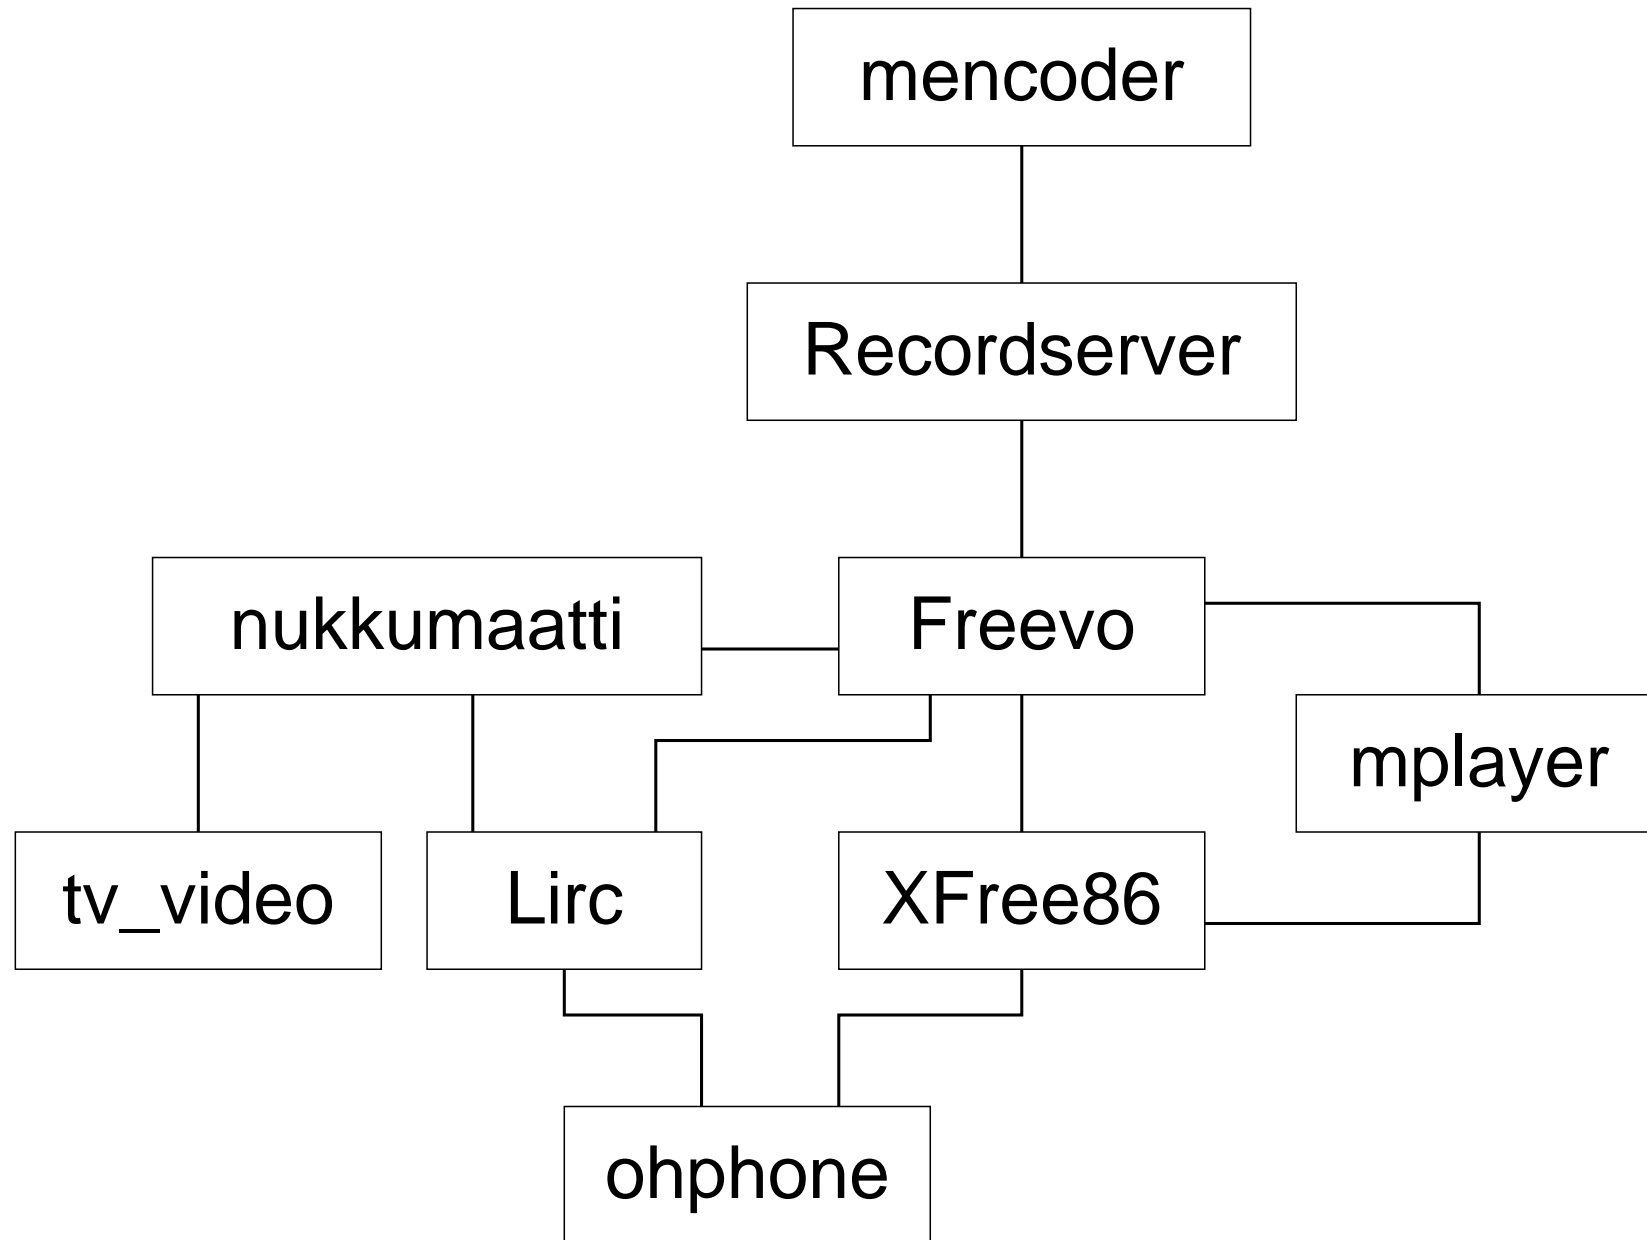 mencoder
Recordserver
nukkumaatti
Freevo
mplayer
tv_video
Lirc
XFree86
ohphone